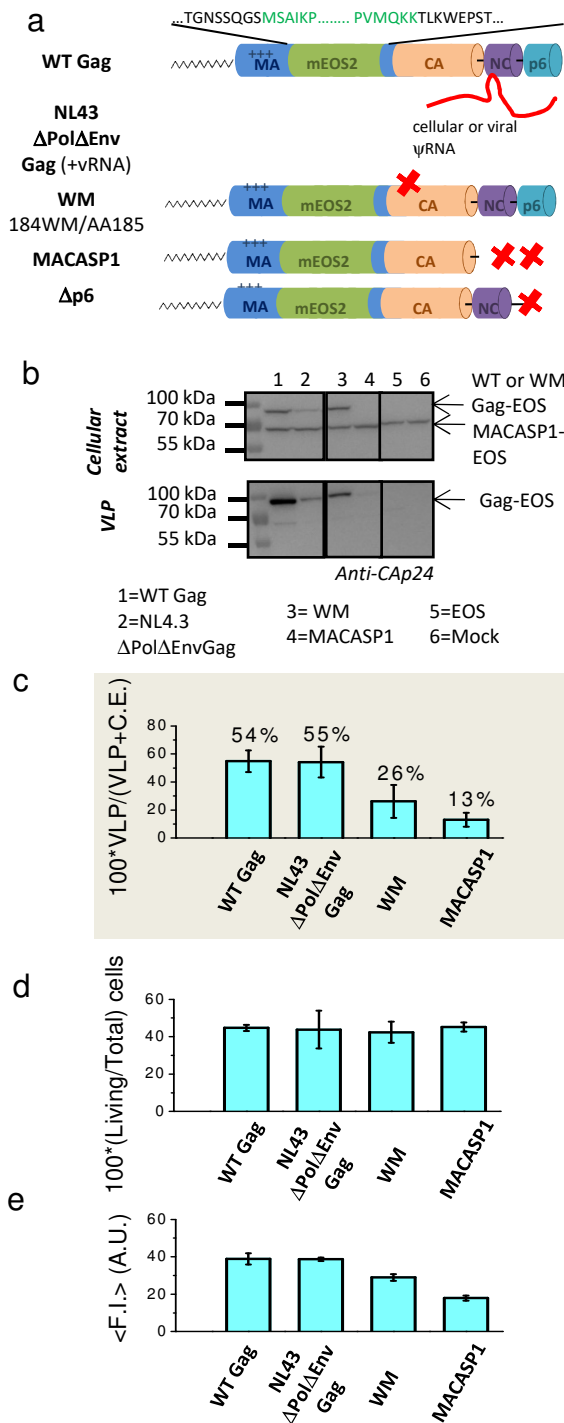 a
...TGNSSQGSMSAIKP........ PVMQKKTLKWEPST...
WT Gag
+++
MA
mEOS2
CA
NC
p6
NL43
ΔPolΔEnv
Gag (+vRNA)
cellular or viral
ψRNA
WM
184WM/AA185
+++
MA
mEOS2
CA
NC
p6
MACASP1
+++
MA
mEOS2
CA
Δp6
+++
MA
mEOS2
CA
NC
b
1 2 3 4 5 6
WT or WM
Gag-EOS
MACASP1-
EOS
Cellular
extract
100 kDa
70 kDa
55 kDa
VLP
100 kDa
70 kDa
55 kDa
Gag-EOS
Anti-CAp24
1=WT Gag
2=NL4.3
ΔPolΔEnvGag
3= WM
4=MACASP1
5=EOS
6=Mock
c
100*VLP/(VLP+C.E.)
80
60
40
20
0
54%
55%
26%
13%
WT Gag
NL43
ΔPolΔEnv
Gag
WM
MACASP1
d
100*(Living/Total) cells
60
40
20
0
WT Gag
NL43
ΔPolΔEnv
Gag
WM
MACASP1
e
<F.I.> (A.U.)
60
40
20
0
WT Gag
NL43
ΔPolΔEnv
Gag
WM
MACASP1